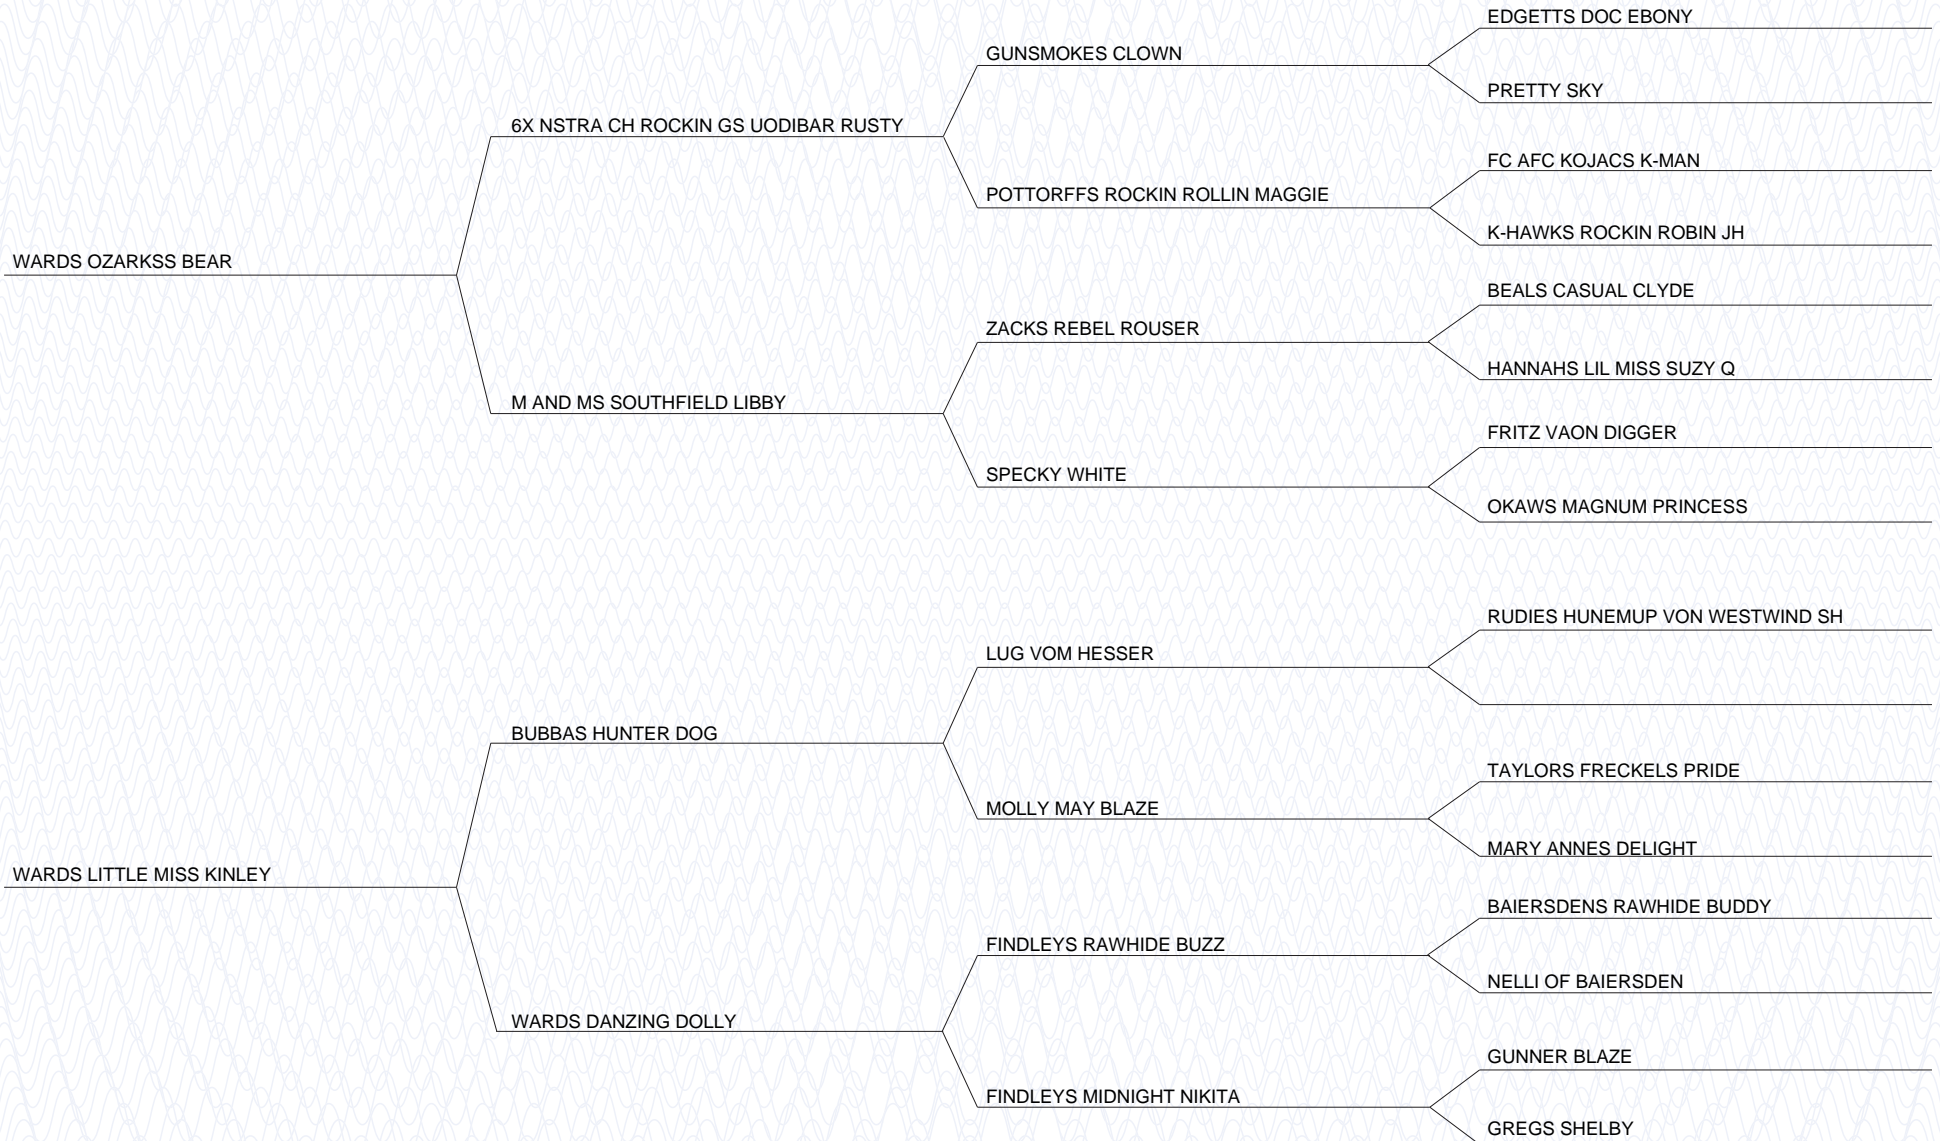 EDGETTS DOC EBONY
GUNSMOKES CLOWN
PRETTY SKY
6X NSTRA CH ROCKIN GS UODIBAR RUSTY
FC AFC KOJACS K-MAN
POTTORFFS ROCKIN ROLLIN MAGGIE
K-HAWKS ROCKIN ROBIN JH
WARDS OZARKSS BEAR
BEALS CASUAL CLYDE
ZACKS REBEL ROUSER
HANNAHS LIL MISS SUZY Q
M AND MS SOUTHFIELD LIBBY
FRITZ VAON DIGGER
SPECKY WHITE
OKAWS MAGNUM PRINCESS
RUDIES HUNEMUP VON WESTWIND SH
LUG VOM HESSER
BUBBAS HUNTER DOG
TAYLORS FRECKELS PRIDE
MOLLY MAY BLAZE
MARY ANNES DELIGHT
WARDS LITTLE MISS KINLEY
BAIERSDENS RAWHIDE BUDDY
FINDLEYS RAWHIDE BUZZ
NELLI OF BAIERSDEN
WARDS DANZING DOLLY
GUNNER BLAZE
FINDLEYS MIDNIGHT NIKITA
GREGS SHELBY